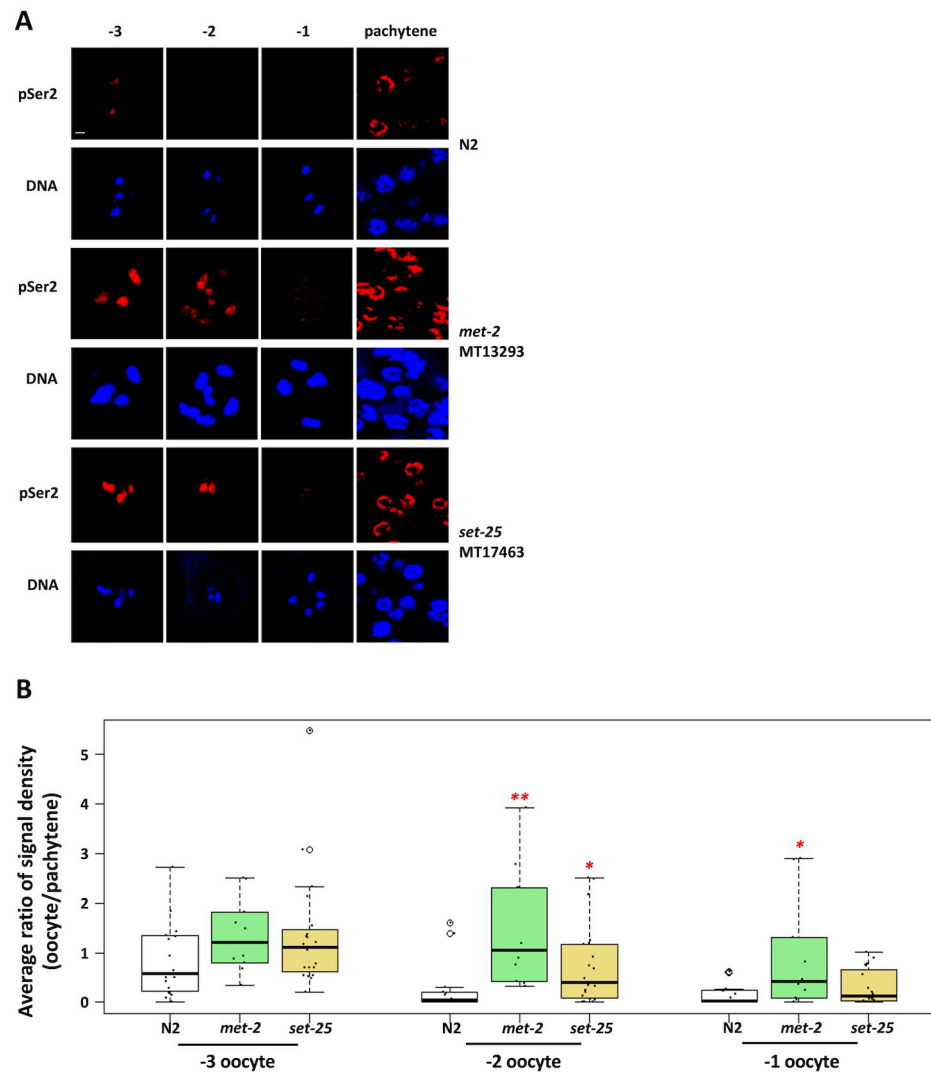 A
-3 -2 -1 pachytene
pSer2
N2
DNA
pSer2
met-2
MT13293
DNA
pSer2
set-25
MT17463
DNA
B
Average ratio of signal density
(oocyte/pachytene)
5
4
3
2
1
0
**
*
*
N2 met-2 set-25 N2 met-2 set-25 N2 met-2 set-25
-3 oocyte -2 oocyte -1 oocyte